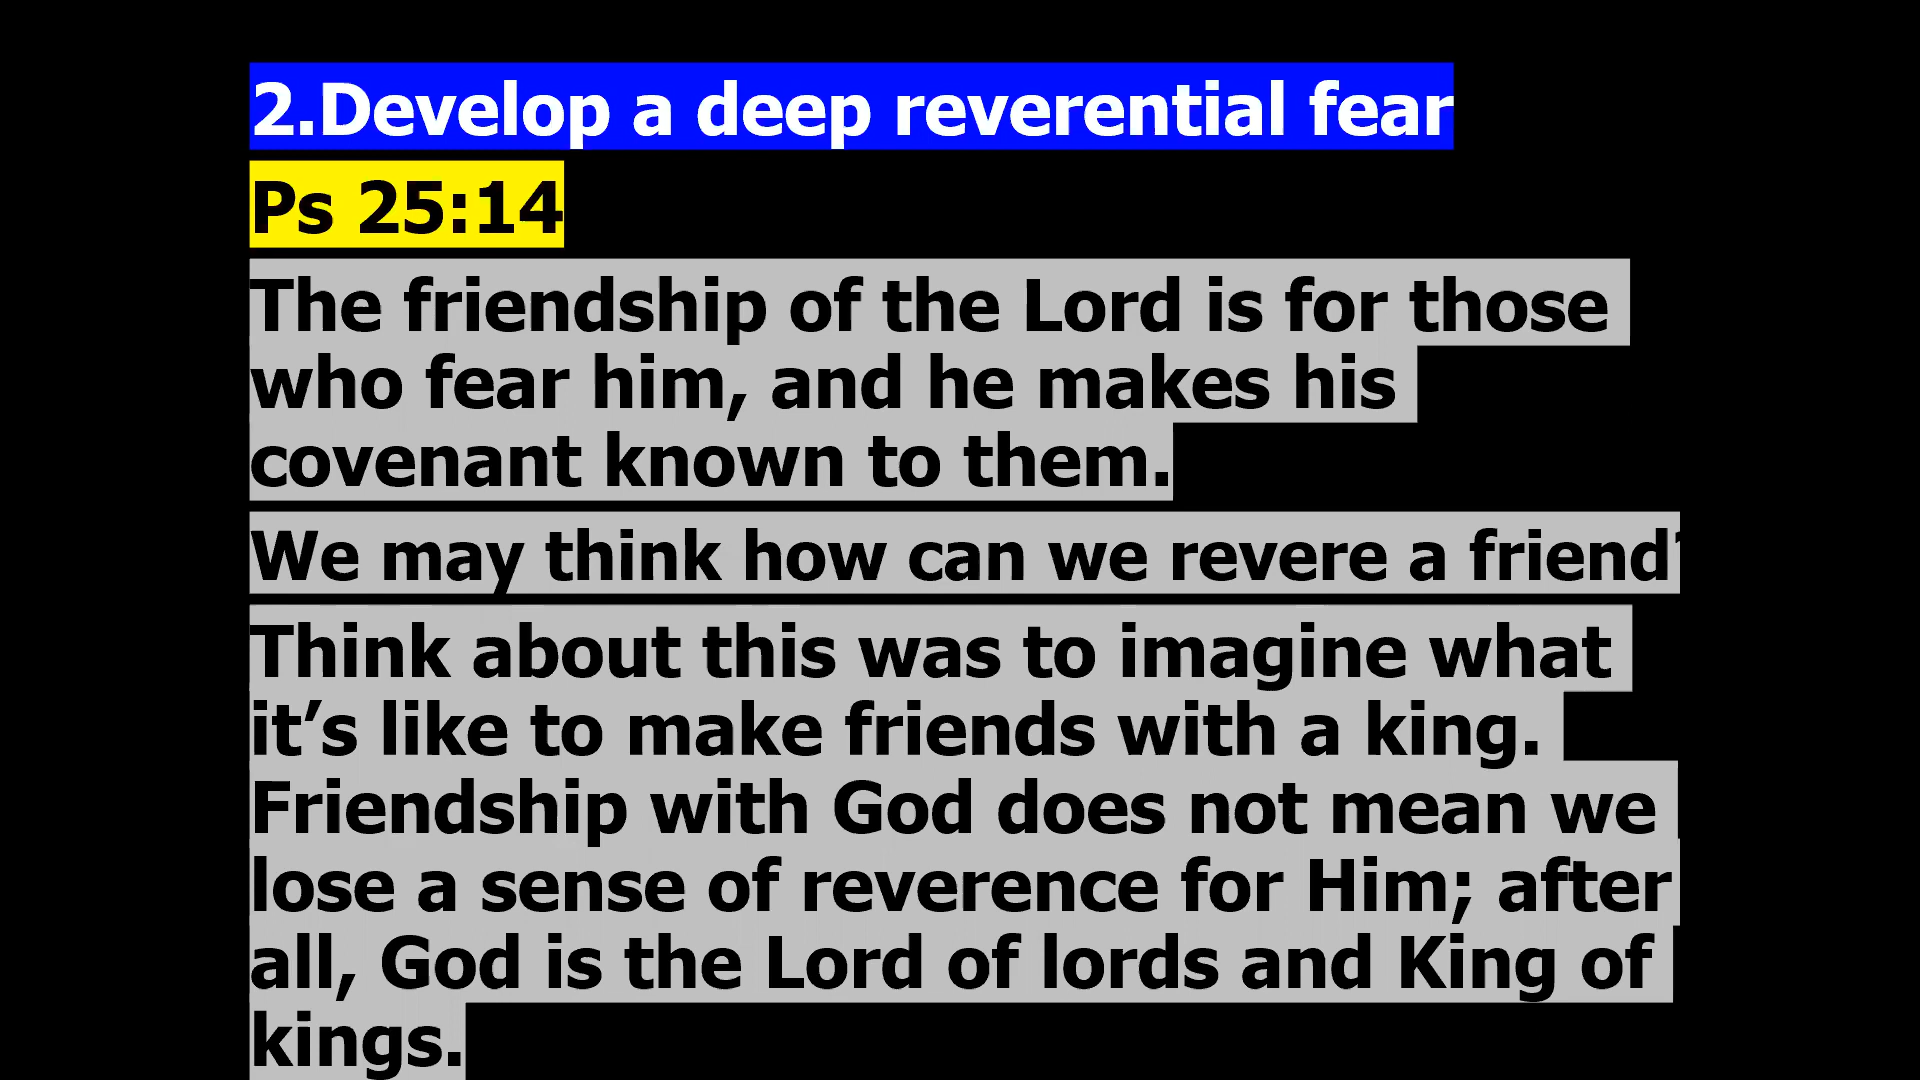 2.Develop a deep reverential fear
Ps 25:14
The friendship of the Lord is for those
who fear him, and he makes his
covenant known to them.
We may think how can we revere a friend?
Think about this was to imagine what
it’s like to make friends with a king.
Friendship with God does not mean we
lose a sense of reverence for Him; after
all, God is the Lord of lords and King of
kings.